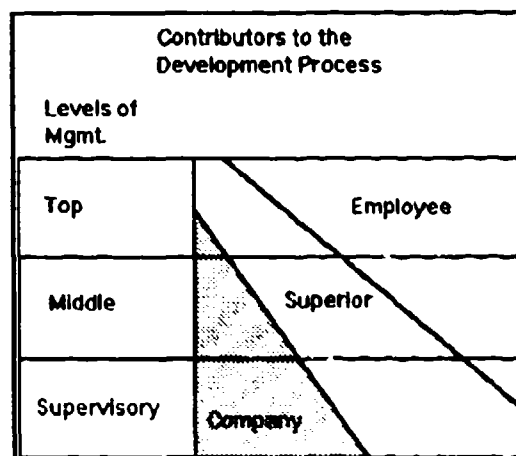 Contributors to the
Development Process
Levels of
Mgmt.
Top
Employee
Middle
Superior
Supervisory
Company